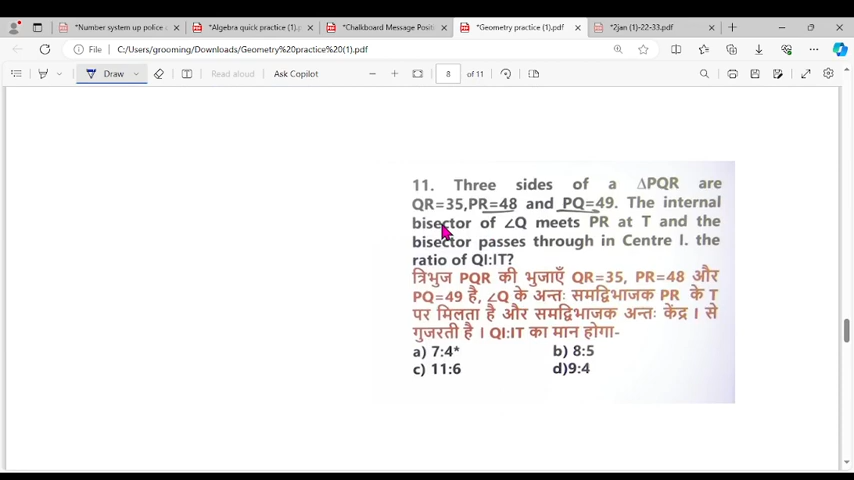 *Number system up police
*Algebra quick practice (1).p
*Chalkboard Message Posit
*Geometry practice (1).pdf
*2jan (1)-22-33.pdf
File
C:/Users/grooming/Downloads/Geometry%20practice%20(1).pdf
Draw
Read aloud
Ask Copilot
8
of 11
11. Three sides of a ΔPQR are
QR=35,PR=48 and PQ=49. The internal
bisector of ∠Q meets PR at T and the
bisector passes through in Centre I. the
ratio of QI:IT?
त्रिभुज PQR की भुजाएँ QR=35, PR=48 और
PQ=49 है, ∠Q के अन्तः समद्विभाजक PR के T
पर मिलता है और समद्विभाजक अन्तः केंद्र I से
गुजरती है । QI:IT का मान होगा-
a) 7:4* b) 8:5
c) 11:6 d)9:4